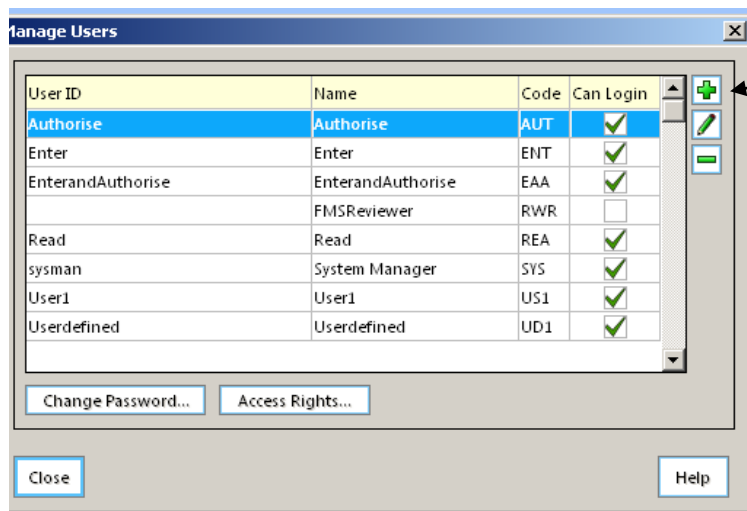 Manage Users
User ID Name Code Can Login
Authorise Authorise AUT
Enter Enter ENT
EnterandAuthorise EnterandAuthorise EAA
FMSReviewer RWR
Read Read REA
sysman System Manager SYS
User1 User1 US1
Userdefined Userdefined UD1
Change Password... Access Rights...
Close Help